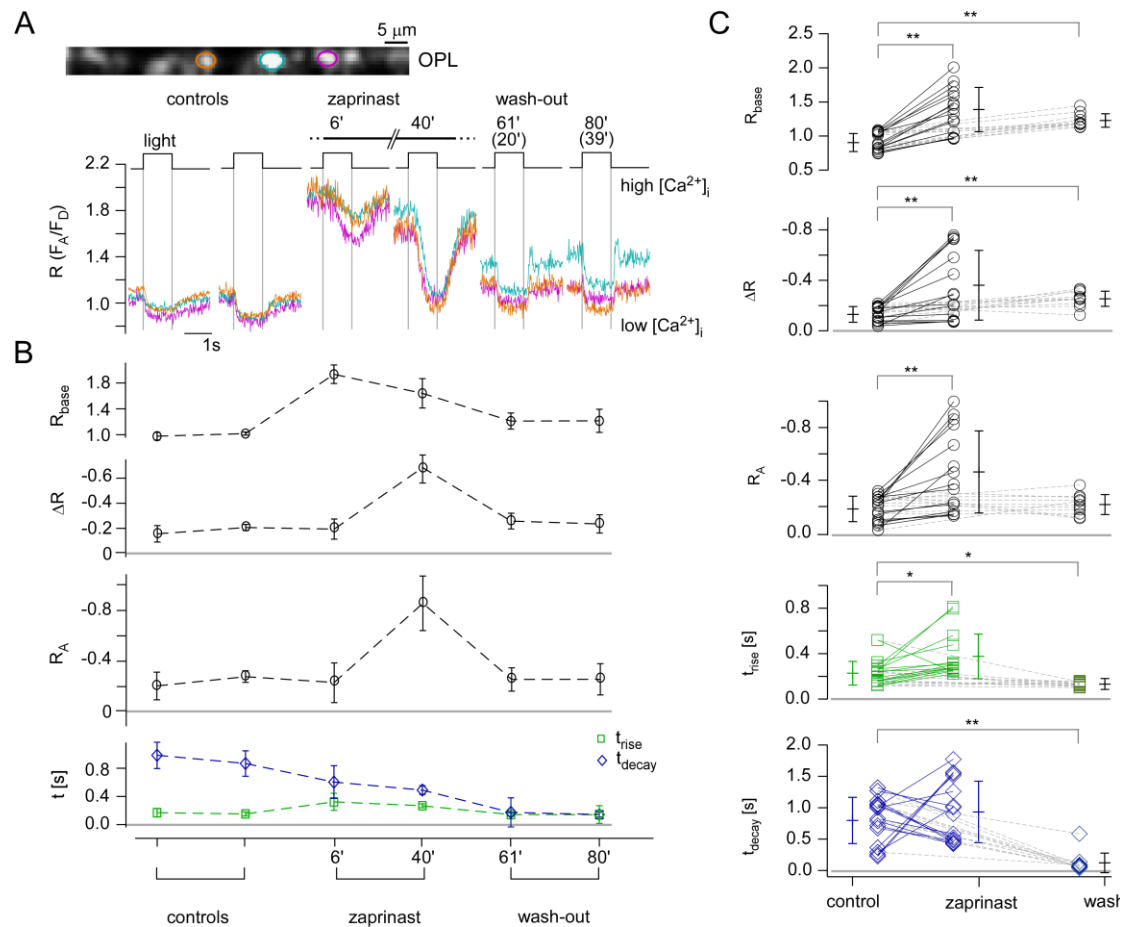 A
5 μm
OPL
controls
zaprinast
wash-out
light
6'
40'
61'
(20')
80'
(39')
2.2
1.8
1.4
1.0
R (F_A/F_D)
high [Ca²⁺]_i
low [Ca²⁺]_i
1s
B
1.8
1.4
1.0
R_base
-0.6
-0.4
-0.2
0
ΔR
-0.8
-0.4
0
R_A
t_rise
t_decay
0.8
0.4
0.0
t [s]
6'
40'
61'
80'
controls
zaprinast
wash-out
C
**
**
2.5
2.0
1.5
1.0
0.5
R_base
**
**
-0.8
-0.4
0.0
ΔR
**
-0.8
-0.4
0.0
R_A
*
*
0.8
0.4
0.0
t_rise [s]
**
2.0
1.5
1.0
0.5
0.0
t_decay [s]
control
zaprinast
wash